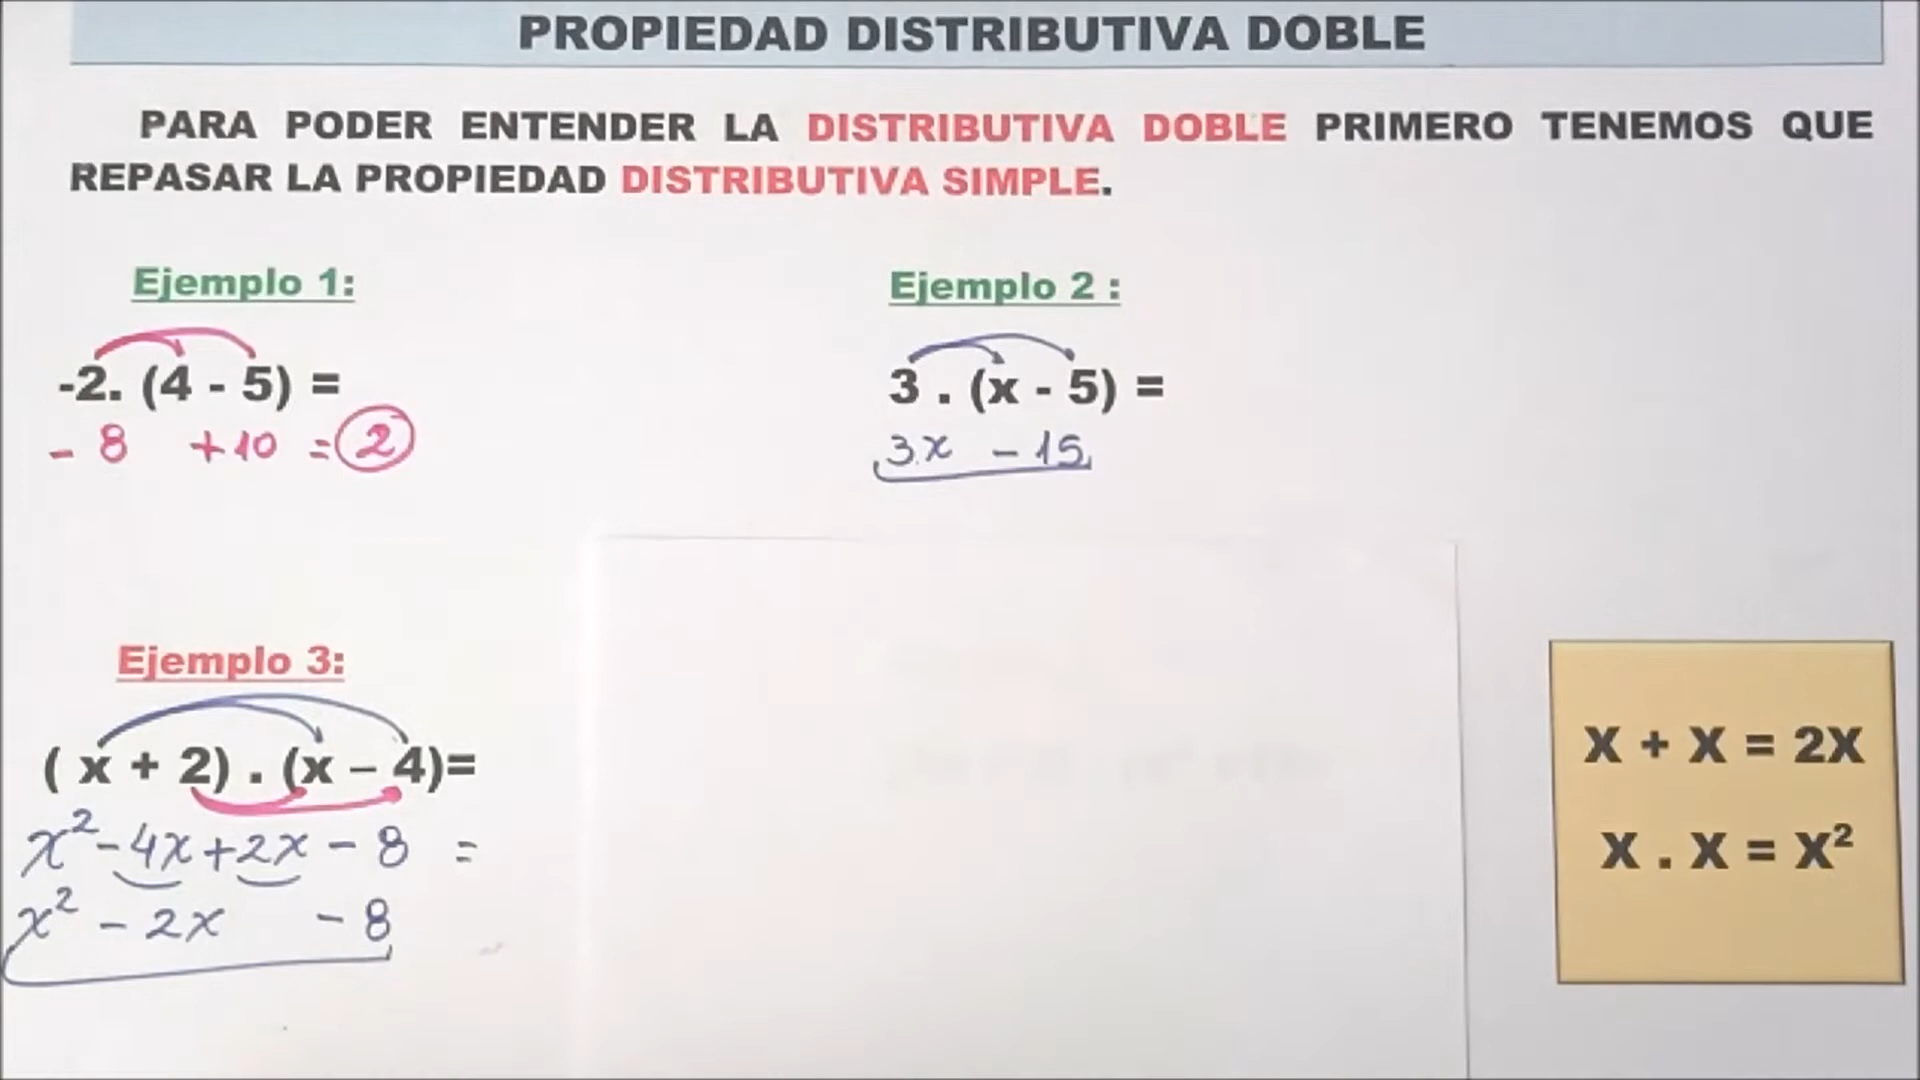 PROPIEDAD DISTRIBUTIVA DOBLE
PARA PODER ENTENDER LA DISTRIBUTIVA DOBLE PRIMERO TENEMOS QUE
REPASAR LA PROPIEDAD DISTRIBUTIVA SIMPLE.
Ejemplo 1:
-2. (4 - 5) =
- 8 +10 = 2
Ejemplo 2 :
3 . (x - 5) =
3.x - 15
Ejemplo 3:
( x + 2) . (x – 4)=
x² - 4x + 2x - 8 =
x² - 2x - 8
X + X = 2X
X . X = X²